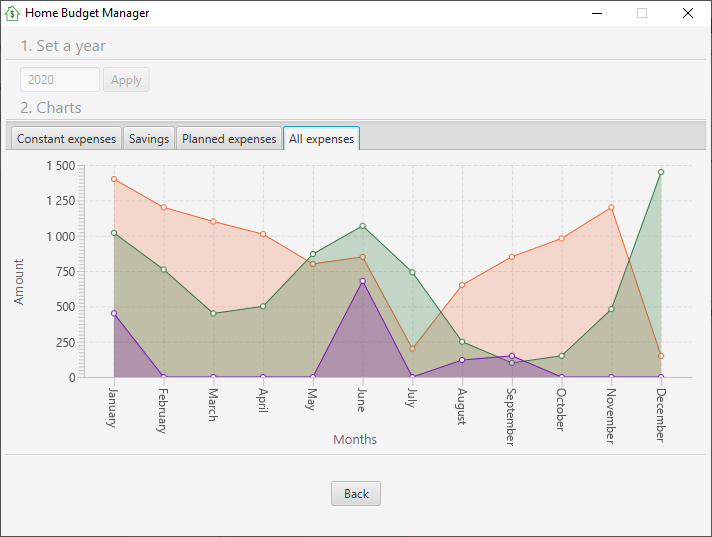 Home Budget Manager
1. Set a year
2020 Apply
2. Charts
Constant expenses Savings Planned expenses All expenses
1 500
1 250
1 000
750
500
250
0
Amount
January February March April May June July August September October November December
Months
Back